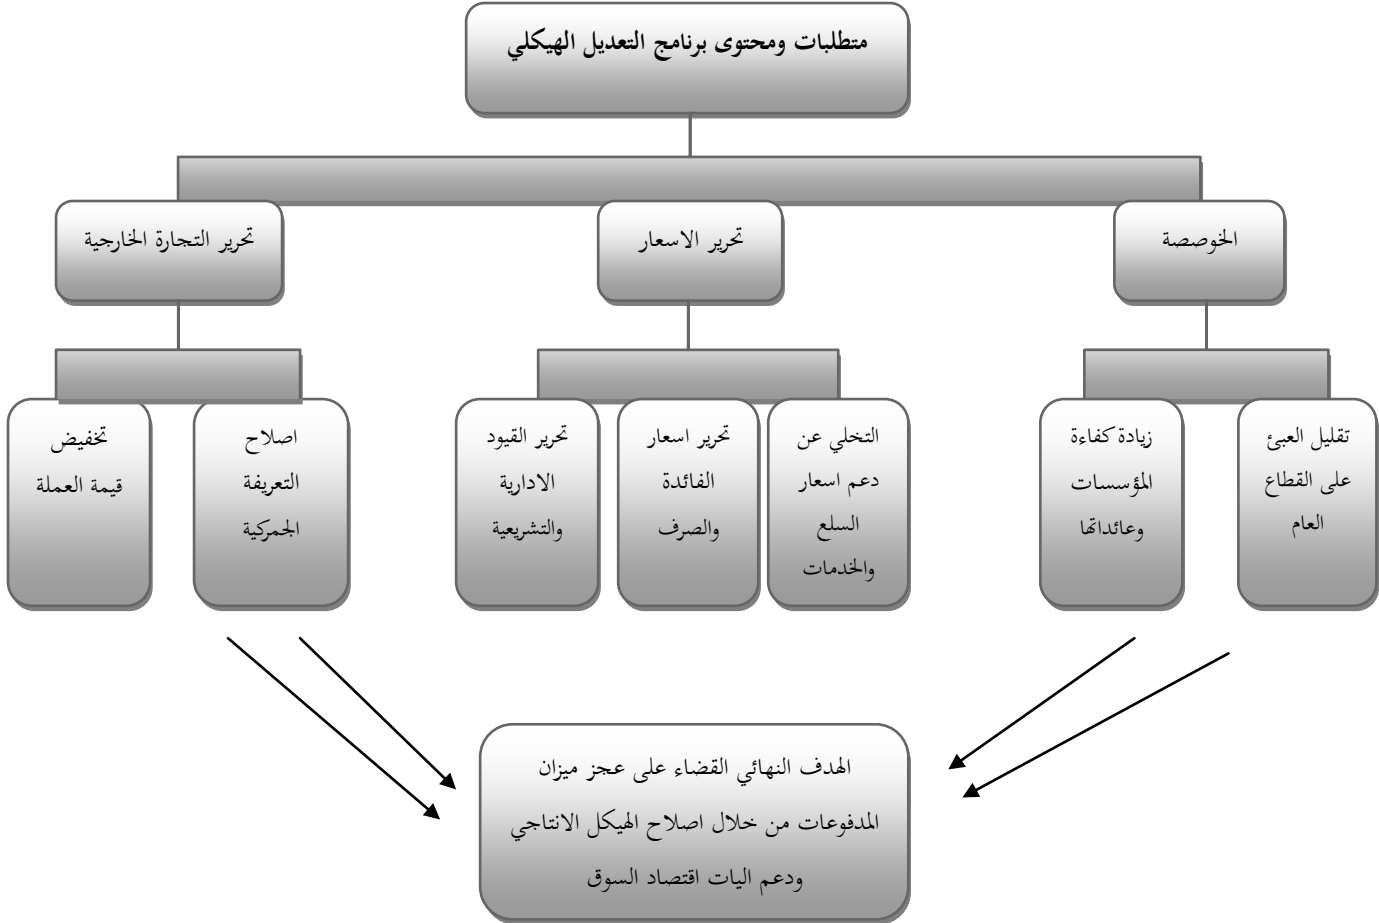 متطلبات ومحتوى برنامج التعديل الهيكلي
الخوصصة
تحرير الاسعار
تحرير التجارة الخارجية
تقليل العبئ
على القطاع
العام
زيادة كفاءة
المؤسسات
وعائداتها
التخلي عن
دعم اسعار
السلع
والخدمات
تحرير اسعار
الفائدة
والصرف
تحرير القيود
الادارية
والتشريعية
اصلاح
التعريفة
الجمركية
تخفيض
قيمة العملة
الهدف النهائي القضاء على عجز ميزان
المدفوعات من خلال اصلاح الهيكل الانتاجي
ودعم اليات اقتصاد السوق